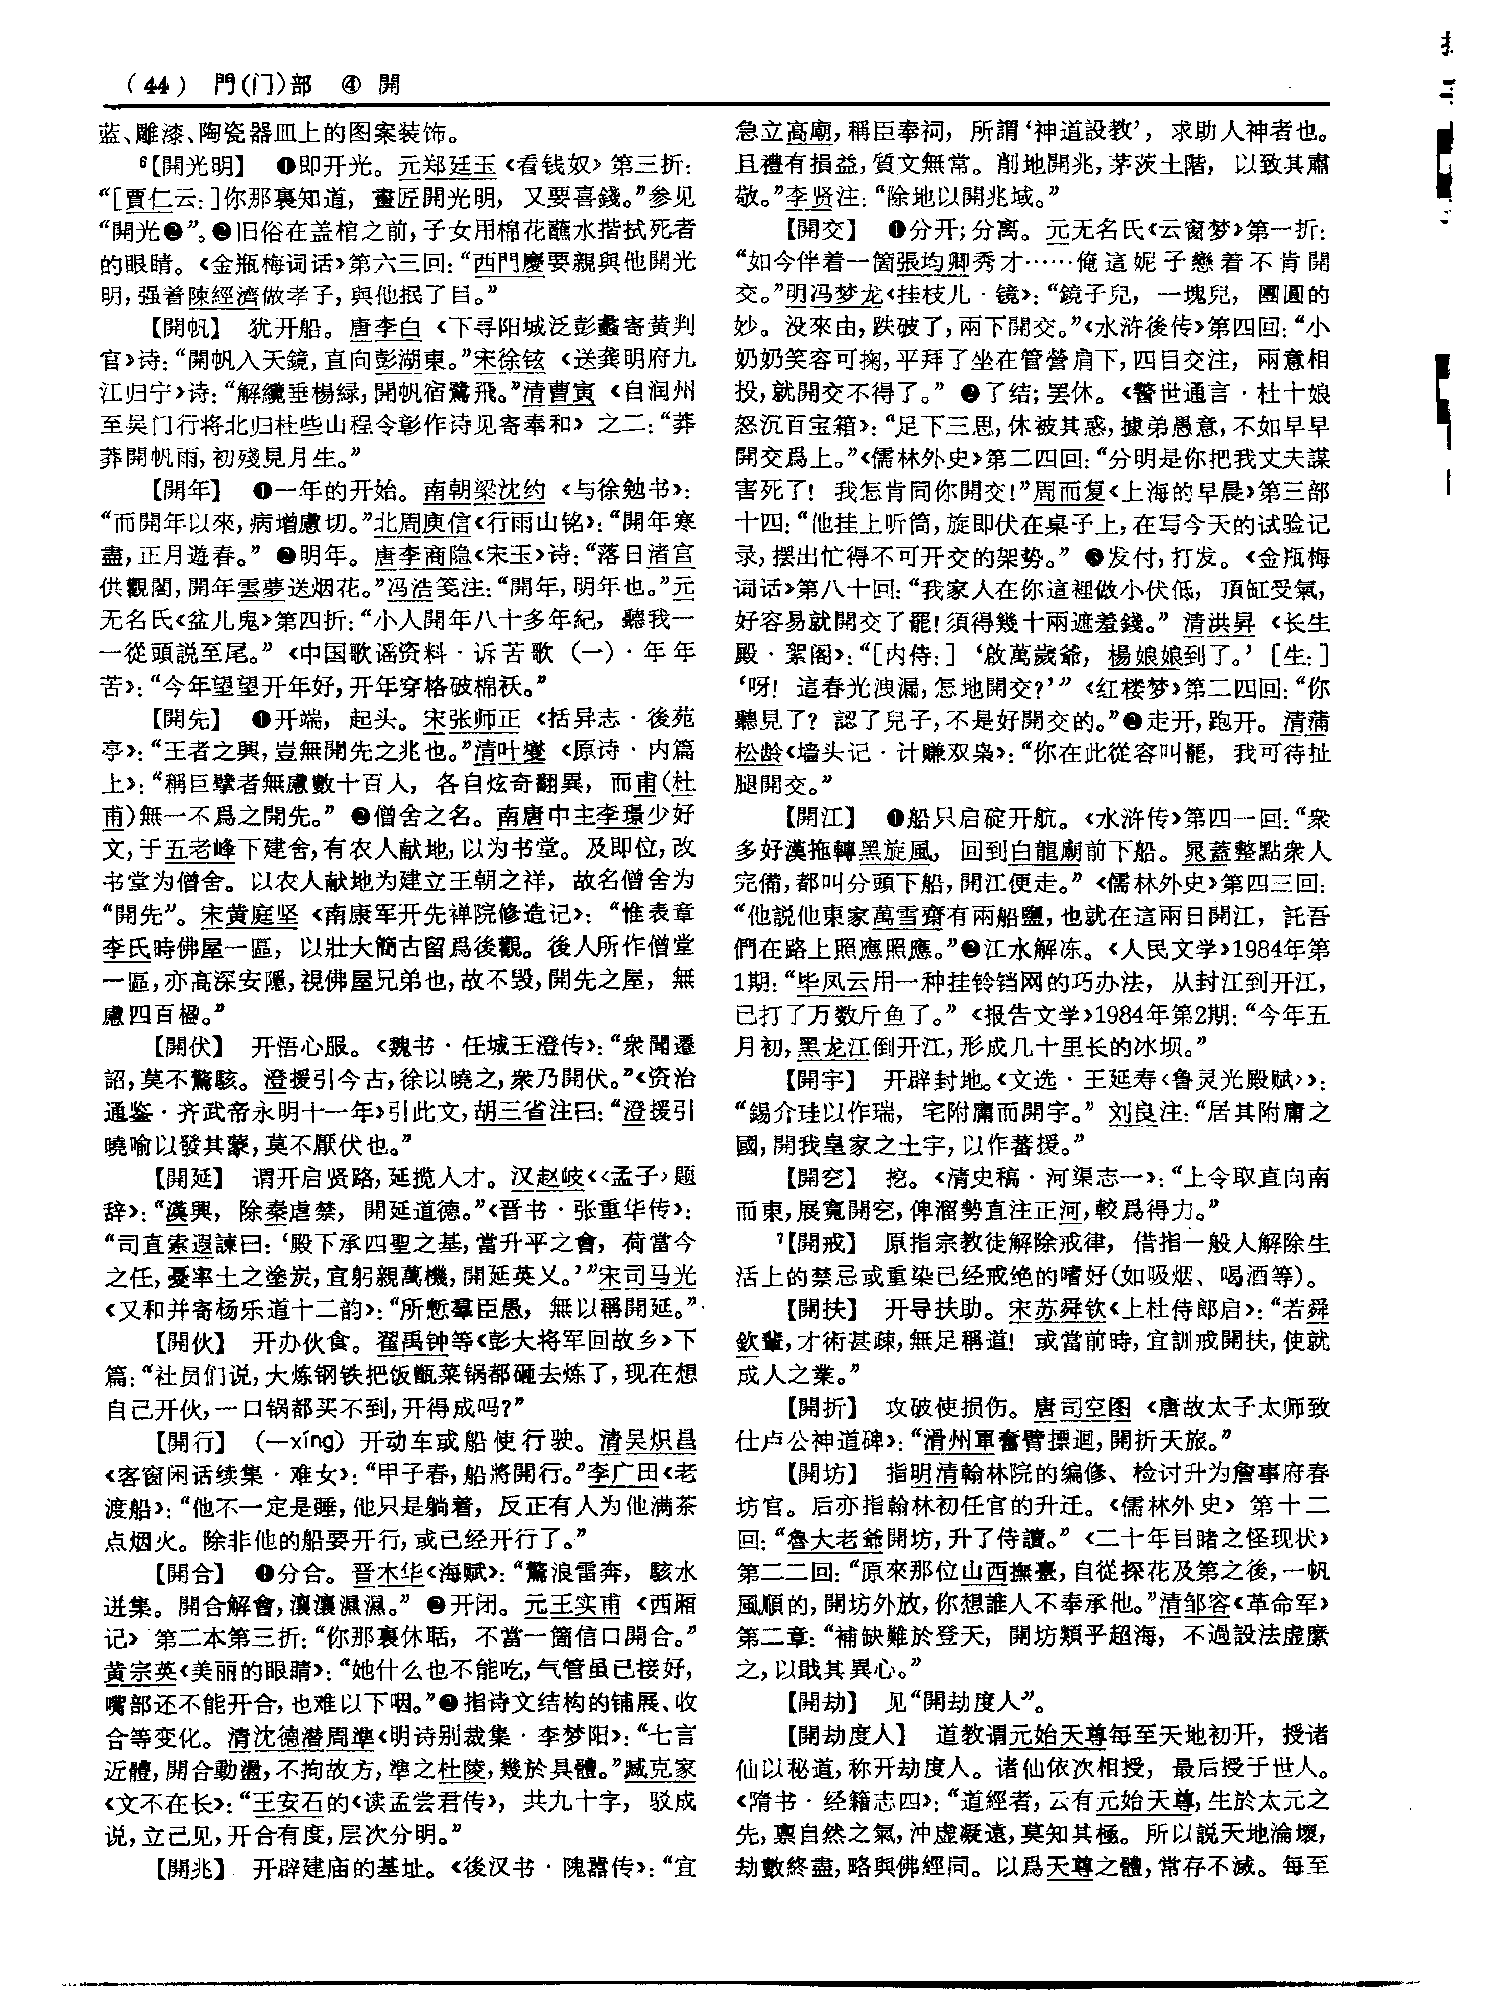 （44） 門(门)部 ④ 開
蓝、雕漆、陶瓷器皿上的图案装饰。
⁶【開光明】 ❶即开光。元郑廷玉《看钱奴》第三折：
“［賈仁云：］你那裏知道，畫匠開光明，又要喜錢。”参见
“開光❷”。❷旧俗在盖棺之前，子女用棉花蘸水揩拭死者
的眼睛。《金瓶梅词话》第六三回：“西門慶要親與他開光
明，强着陳經濟做孝子，與他抿了目。”
【開帆】 犹开船。唐李白《下寻阳城泛彭蠡寄黄判
官》诗：“開帆入天鏡，直向彭湖東。”宋徐铉《送龚明府九
江归宁》诗：“解纜垂楊緑，開帆宿鷺飛。”清曹寅《自润州
至吴门行将北归杜些山程令彰作诗见寄奉和》之二：“莽
莽開帆雨，初殘見月生。”
【開年】 ❶一年的开始。南朝梁沈约《与徐勉书》：
“而開年以來，病增慮切。”北周庾信《行雨山铭》：“開年寒
盡，正月遊春。” ❷明年。唐李商隐《宋玉》诗：“落日渚宫
供觀閣，開年雲夢送烟花。”冯浩笺注：“開年，明年也。”元
无名氏《盆儿鬼》第四折：“小人開年八十多年紀，聽我一
一從頭説至尾。”《中国歌谣资料·诉苦歌（一）·年年
苦》：“今年望望开年好，开年穿格破棉袄。”
【開先】 ❶开端，起头。宋张师正《括异志·後苑
亭》：“王者之興，豈無開先之兆也。”清叶燮《原诗·内篇
上》：“稱巨擘者無慮數十百人，各自炫奇翻異，而甫（杜
甫）無一不爲之開先。” ❷僧舍之名。南唐中主李璟少好
文，于五老峰下建舍，有农人献地，以为书堂。及即位，改
书堂为僧舍。以农人献地为建立王朝之祥，故名僧舍为
“開先”。宋黄庭坚《南康军开先禅院修造记》：“惟表章
李氏時佛屋一區，以壯大簡古留爲後觀。後人所作僧堂
一區，亦高深安隱，視佛屋兄弟也，故不毁，開先之屋，無
慮四百楹。”
【開伏】 开悟心服。《魏书·任城王澄传》：“衆聞遷
詔，莫不驚駭。澄援引今古，徐以曉之，衆乃開伏。”《资治
通鉴·齐武帝永明十一年》引此文，胡三省注曰：“澄援引
曉喻以發其蒙，莫不厭伏也。”
【開延】 谓开启贤路，延揽人才。汉赵岐《〈孟子〉题
辞》：“漢興，除秦虐禁，開延道德。”《晋书·张重华传》：
“司直索遐諫曰：‘殿下承四聖之基，當升平之會，荷當今
之任，憂率土之塗炭，宜躬親萬機，開延英乂。’”宋司马光
《又和并寄杨乐道十二韵》：“所慙羣臣愚，無以稱開延。”
【開伙】 开办伙食。翟禹钟等《彭大将军回故乡》下
篇：“社员们说，大炼钢铁把饭甑菜锅都砸去炼了，现在想
自己开伙，一口锅都买不到，开得成吗？”
【開行】 （—xíng）开动车或船使行驶。清吴炽昌
《客窗闲话续集·难女》：“甲子春，船將開行。”李广田《老
渡船》：“他不一定是睡，他只是躺着，反正有人为他满茶
点烟火。除非他的船要开行，或已经开行了。”
【開合】 ❶分合。晋木华《海赋》：“驚浪雷奔，駭水
迸集。開合解會，瀼瀼濕濕。” ❷开闭。元王实甫《西厢
记》第二本第三折：“你那裏休聒，不當一箇信口開合。”
黄宗英《美丽的眼睛》：“她什么也不能吃，气管虽已接好，
嘴部还不能开合，也难以下咽。”❸指诗文结构的铺展、收
合等变化。清沈德潜周準《明诗别裁集·李梦阳》：“七言
近體，開合動盪，不拘故方，準之杜陵，幾於具體。”臧克家
《文不在长》：“王安石的《读孟尝君传》，共九十字，驳成
说，立己见，开合有度，层次分明。”
【開兆】 开辟建庙的基址。《後汉书·隗嚣传》：“宜
急立高廟，稱臣奉祠，所謂‘神道設教’，求助人神者也。
且禮有損益，質文無常。削地開兆，茅茨土階，以致其肅
敬。”李贤注：“除地以開兆域。”
【開交】 ❶分开；分离。元无名氏《云窗梦》第一折：
“如今伴着一箇張均卿秀才……俺這妮子戀着不肯開
交。”明冯梦龙《挂枝儿·镜》：“鏡子兒，一塊兒，團圓的
妙。没來由，跌破了，兩下開交。”《水浒後传》第四回：“小
奶奶笑容可掬，平拜了坐在管營肩下，四目交注，兩意相
投，就開交不得了。” ❷了结；罢休。《警世通言·杜十娘
怒沉百宝箱》：“足下三思，休被其惑，據弟愚意，不如早早
開交爲上。”《儒林外史》第二四回：“分明是你把我丈夫謀
害死了！我怎肯同你開交！”周而复《上海的早晨》第三部
十四：“他挂上听筒，旋即伏在桌子上，在写今天的试验记
录，摆出忙得不可开交的架势。” ❸发付，打发。《金瓶梅
词话》第八十回：“我家人在你這裡做小伏低，頂缸受氣，
好容易就開交了罷！須得幾十兩遮羞錢。” 清洪昇《长生
殿·絮阁》：“［内侍：］‘啟萬歲爺，楊娘娘到了。’［生：］
‘呀！這春光洩漏，怎地開交？’”《红楼梦》第二四回：“你
聽見了？認了兒子，不是好開交的。”❹走开，跑开。清蒲
松龄《墙头记·计赚双枭》：“你在此從容叫罷，我可待扯
腿開交。”
【開江】 ❶船只启碇开航。《水浒传》第四一回：“衆
多好漢拖轉黑旋風，回到白龍廟前下船。晁蓋整點衆人
完備，都叫分頭下船，開江便走。”《儒林外史》第四三回：
“他説他東家萬雪齋有兩船鹽，也就在這兩日開江，託吾
們在路上照應照應。”❷江水解冻。《人民文学》1984年第
1期：“毕凤云用一种挂铃铛网的巧办法，从封江到开江，
已打了万数斤鱼了。”《报告文学》1984年第2期：“今年五
月初，黑龙江倒开江，形成几十里长的冰坝。”
【開宇】 开辟封地。《文选·王延寿〈鲁灵光殿赋〉》：
“錫介珪以作瑞，宅附庸而開宇。” 刘良注：“居其附庸之
國，開我皇家之土宇，以作蕃援。”
【開穵】 挖。《清史稿·河渠志一》：“上令取直向南
而東，展寬開穵，俾溜勢直注正河，較爲得力。”
⁷【開戒】 原指宗教徒解除戒律，借指一般人解除生
活上的禁忌或重染已经戒绝的嗜好（如吸烟、喝酒等）。
【開扶】 开导扶助。宋苏舜钦《上杜侍郎启》：“若舜
欽輩，才術甚疎，無足稱道！或當前時，宜訓戒開扶，使就
成人之業。”
【開折】 攻破使损伤。唐司空图《唐故太子太师致
仕卢公神道碑》：“滑州軍奮臂摽迴，開折天旅。”
【開坊】 指明清翰林院的编修、检讨升为詹事府春
坊官。后亦指翰林初任官的升迁。《儒林外史》第十二
回：“魯大老爺開坊，升了侍讀。”《二十年目睹之怪现状》
第二二回：“原來那位山西撫臺，自從探花及第之後，一帆
風順的，開坊外放，你想誰人不奉承他。”清邹容《革命军》
第二章：“補缺難於登天，開坊類乎超海，不過設法虚縻
之，以戢其異心。”
【開劫】 见“開劫度人”。
【開劫度人】 道教谓元始天尊每至天地初开，授诸
仙以秘道，称开劫度人。诸仙依次相授，最后授于世人。
《隋书·经籍志四》：“道經者，云有元始天尊，生於太元之
先，禀自然之氣，沖虚凝遠，莫知其極。所以説天地淪壞，
劫數終盡，略與佛經同。以爲天尊之體，常存不滅。每至